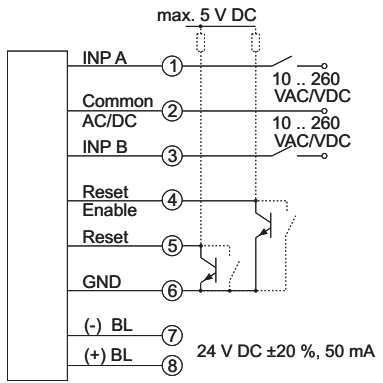 max. 5 V DC
INP A
1
10 .. 260
VAC/VDC
Common
AC/DC
2
10 .. 260
VAC/VDC
INP B
3
Reset
Enable
4
Reset
5
GND
6
(-) BL
7
24 V DC ±20 %, 50 mA
(+) BL
8